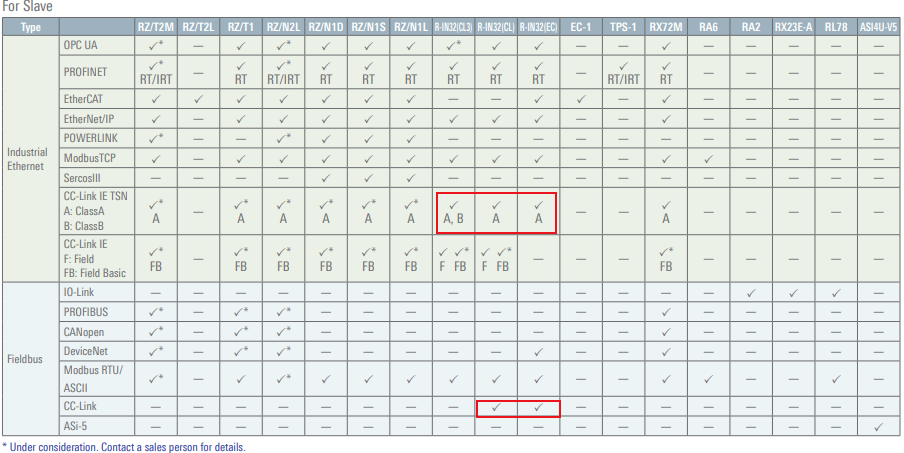 For Slave
Type RZ/T2M RZ/T2L RZ/T1 RZ/N2L RZ/N1D RZ/N1S RZ/N1L R-IN32(CL3) R-IN32(CL) R-IN32(EC) EC-1 TPS-1 RX72M RA6 RA2 RX23E-A RL78 ASI4U-V5
Industrial Ethernet
OPC UA ✓* — ✓ ✓* ✓ ✓ ✓ ✓* ✓ ✓ — — ✓ — — — — —
PROFINET ✓* — ✓ ✓* ✓ ✓ ✓ ✓ ✓ ✓ — ✓ ✓ — — — — —
RT/IRT RT RT/IRT RT RT RT RT RT RT RT/IRT RT
EtherCAT ✓ ✓ ✓ ✓ ✓ ✓ ✓ — — ✓ ✓ — ✓ — — — — —
EtherNet/IP ✓ — ✓ ✓ ✓ ✓ ✓ ✓ ✓ ✓ — — ✓ — — — — —
POWERLINK ✓* — — ✓* ✓ ✓ ✓ — — — — — — — — — — —
ModbusTCP ✓ — ✓ ✓ ✓ ✓ ✓ ✓ ✓ ✓ — — ✓ ✓ — — — —
SercosIII — — — — ✓ ✓ ✓ — — — — — — — — — — —
CC-Link IE TSN ✓* — ✓* ✓* ✓* ✓* ✓* ✓ ✓ ✓ — — ✓ — — — — —
A: ClassA A A A A A A A, B A A A
B: ClassB
CC-Link IE ✓* — ✓* ✓* ✓* ✓* ✓* ✓ ✓* ✓ ✓* — — — ✓* — — — — —
F: Field FB FB FB FB FB FB F FB F FB FB
FB: Field Basic
Fieldbus
IO-Link — — — — — — — — — — — — — — ✓ ✓ ✓ —
PROFIBUS ✓* — ✓* ✓* — — — — — — — — ✓ — — — — —
CANopen ✓* — ✓* ✓* — — — — — — — — ✓ — — — — —
DeviceNet ✓* — ✓* ✓* — — — — — ✓ — — ✓ — — — — —
Modbus RTU/ ✓* — ✓ ✓* ✓ ✓ ✓ ✓ ✓ ✓ — — ✓ ✓ — — ✓ —
ASCII
CC-Link — — — — — — — — ✓ ✓ — — — — — — — —
ASi-5 — — — — — — — — — — — — — — — — — ✓
* Under consideration. Contact a sales person for details.